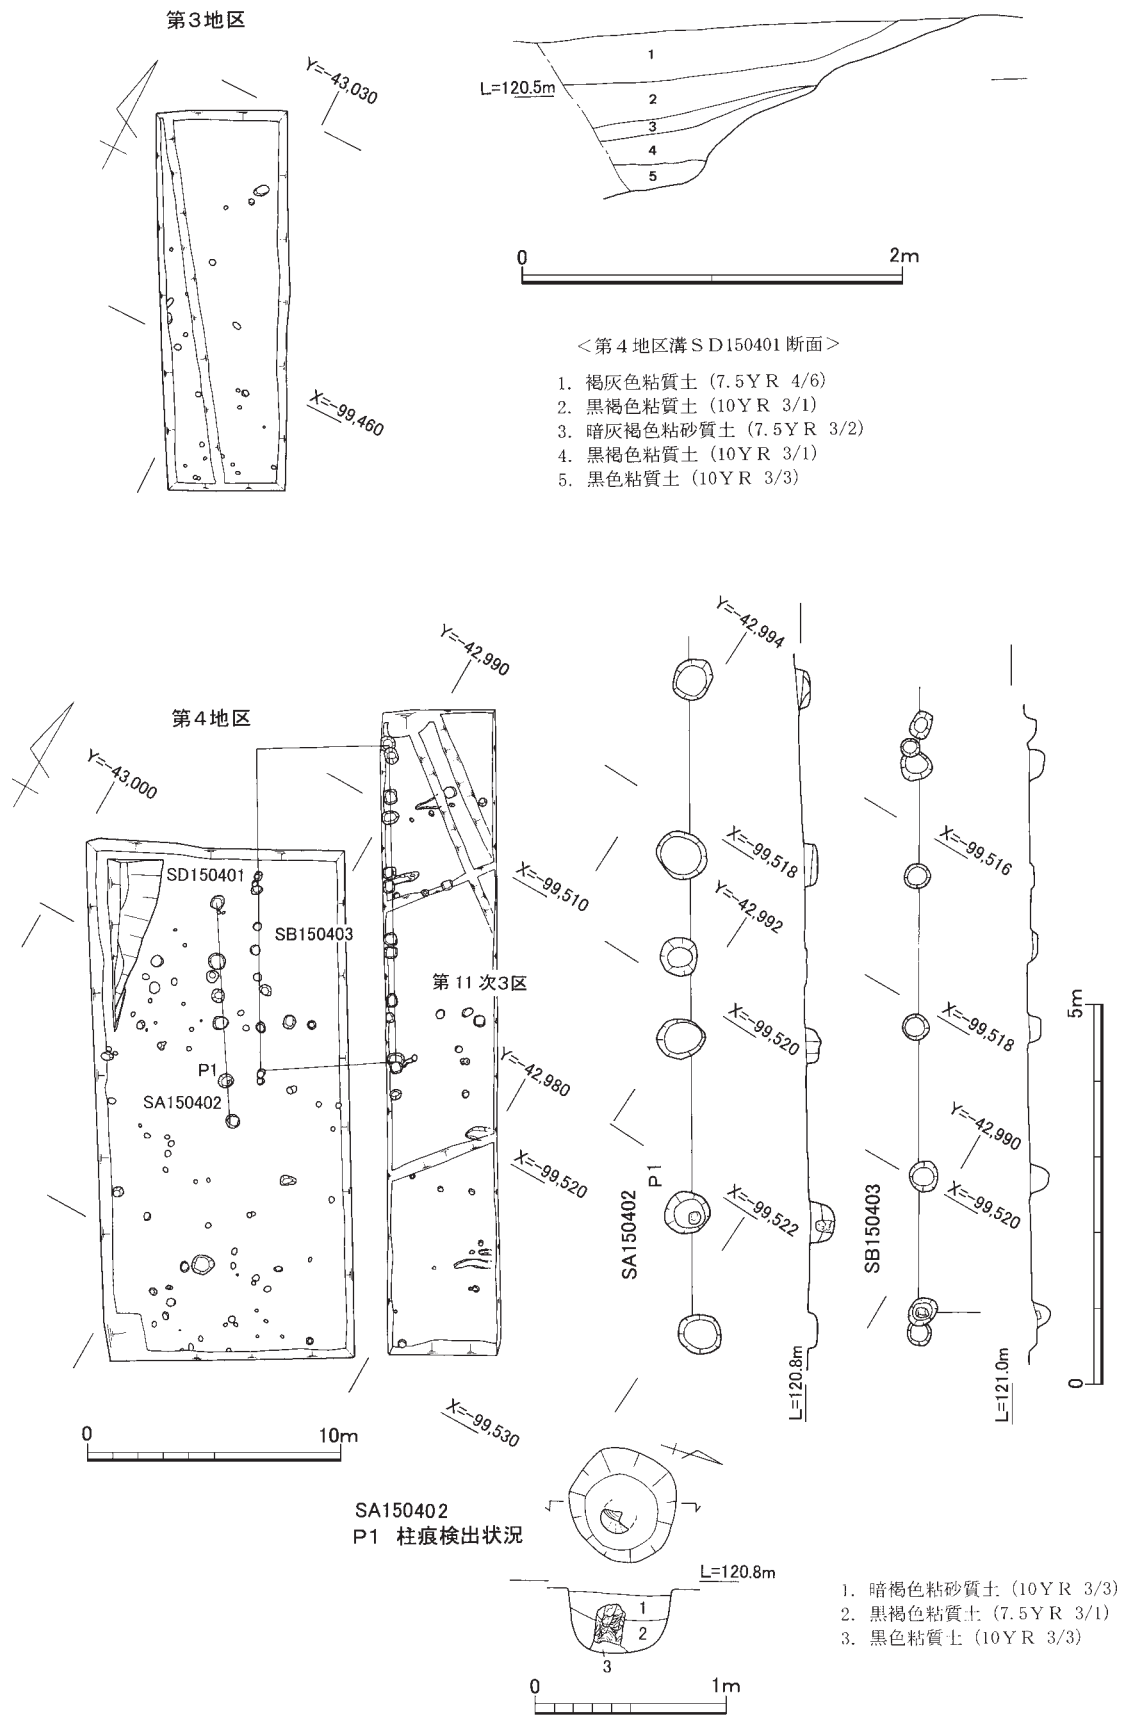 第3地区
Y=-43,030
X=-99,460
1
L=120.5m
2
3
4
5
0 2m
<第4地区溝SD150401断面>
1. 褐灰色粘質土 (7.5YR 4/6)
2. 黒褐色粘質土 (10YR 3/1)
3. 暗灰褐色粘砂質土 (7.5YR 3/2)
4. 黒褐色粘質土 (10YR 3/1)
5. 黒色粘質土 (10YR 3/3)
第4地区
Y=-43,000
Y=-42,990
SD150401
SB150403
X=-99,510
第11次3区
P1
SA150402
Y=-42,980
X=-99,520
X=-99,530
0 10m
Y=-42,994
X=-99,518
Y=-42,992
X=-99,520
P1
SA150402
X=-99,522
L=120.8m
X=-99,516
X=-99,518
Y=-42,990
X=-99,520
SB150403
L=121.0m
5m
0
SA150402
P1 柱痕検出状況
L=120.8m
1
2
3
0 1m
1. 暗褐色粘砂質土 (10YR 3/3)
2. 黒褐色粘質土 (7.5YR 3/1)
3. 黒色粘質土 (10YR 3/3)